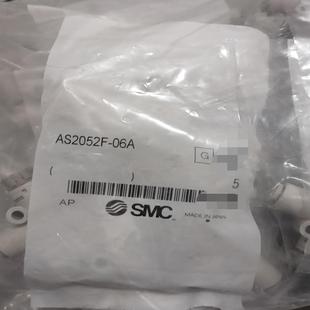 AS2052F-06A
G
( )
5
AP
SMC
MADE IN JAPAN